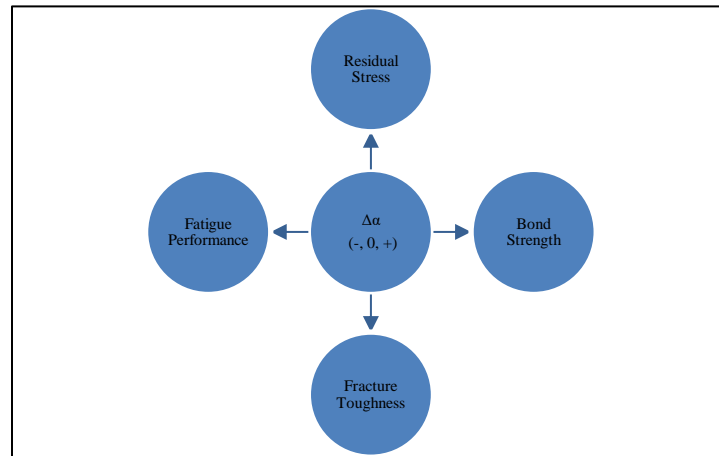 Residual
Stress
Fatigue
Performance
Δα
(-, 0, +)
Bond
Strength
Fracture
Toughness